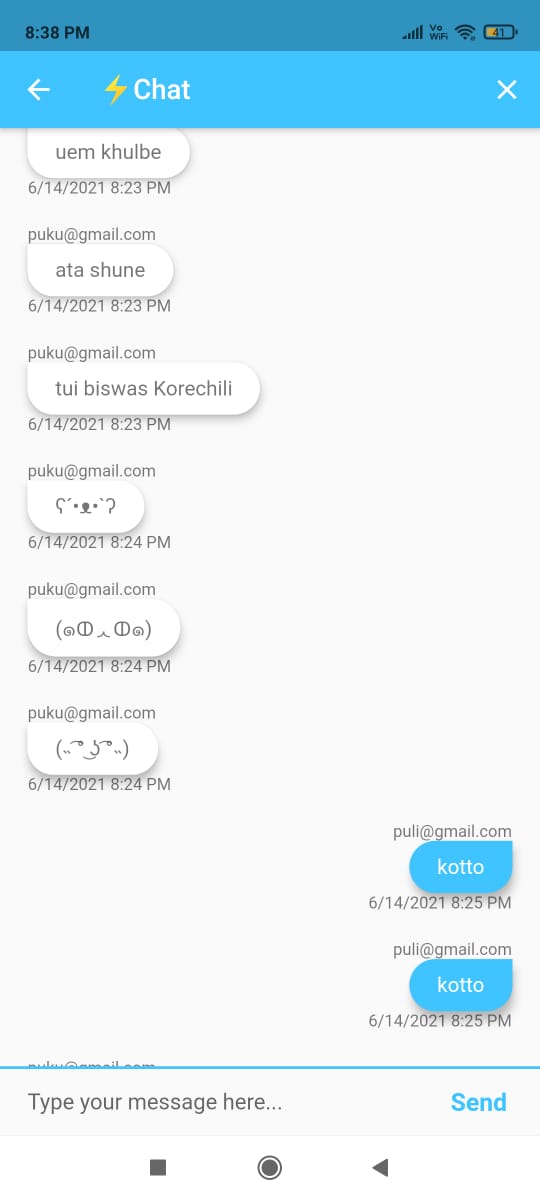 8:38 PM
Vo
WiFi
41
⚡Chat
uem khulbe
6/14/2021 8:23 PM
puku@gmail.com
ata shune
6/14/2021 8:23 PM
puku@gmail.com
tui biswas Korechili
6/14/2021 8:23 PM
puku@gmail.com
ʕ´•ᴥ•`ʔ
6/14/2021 8:24 PM
puku@gmail.com
(๑ↀᆺↀ๑)
6/14/2021 8:24 PM
puku@gmail.com
(˵ ͡° ͜ʖ ͡°˵)
6/14/2021 8:24 PM
puli@gmail.com
kotto
6/14/2021 8:25 PM
puli@gmail.com
kotto
6/14/2021 8:25 PM
puku@gmail.com
Type your message here...
Send